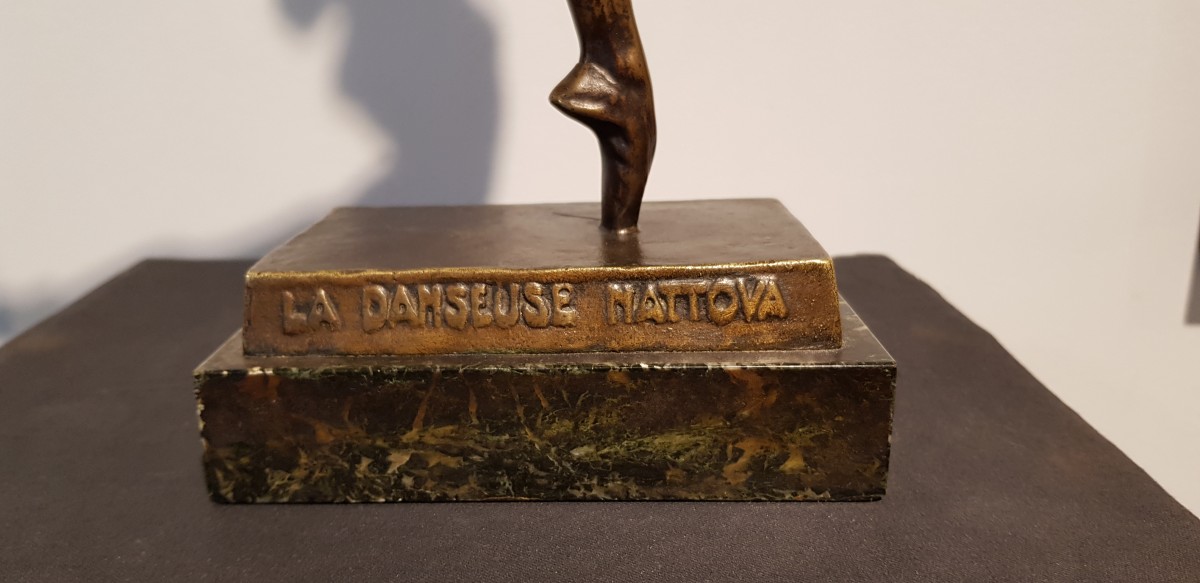 LA DANSEUSE NATTOVA